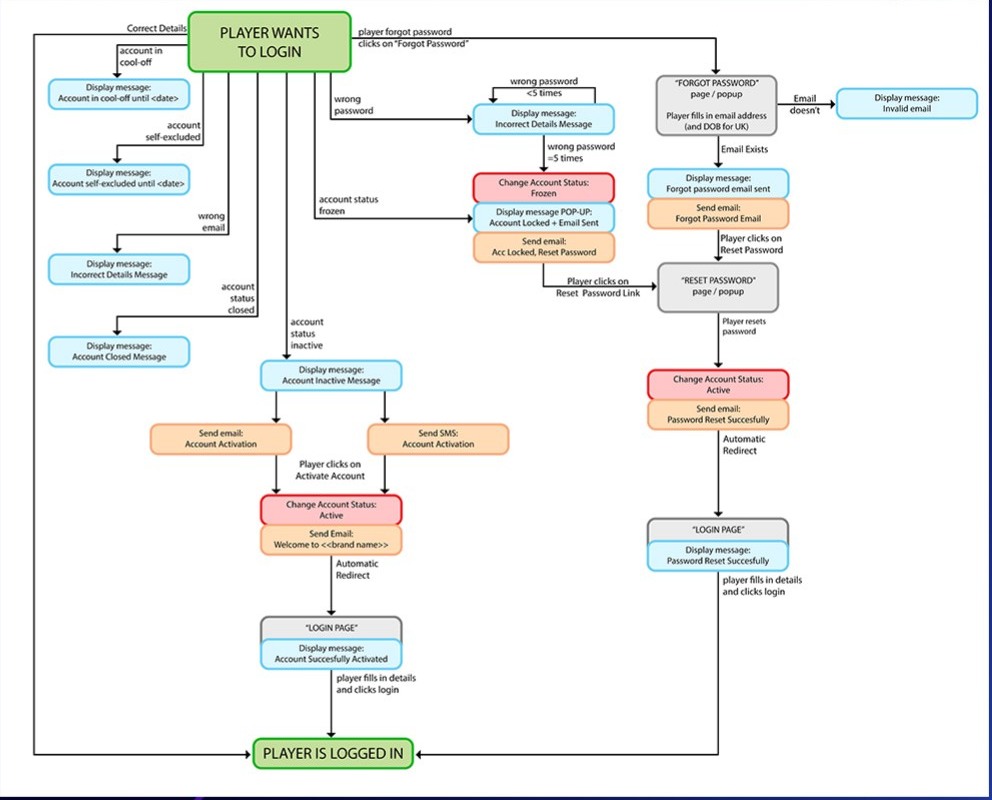 Correct Details
PLAYER WANTS
TO LOGIN
player forgot password
clicks on "Forgot Password"
account in
cool-off
Display message:
Account in cool-off until <date>
account
self-excluded
Display message:
Account self-excluded until <date>
wrong
email
Display message:
Incorrect Details Message
account
status
closed
Display message:
Account Closed Message
account
status
inactive
Display message:
Account Inactive Message
Send email:
Account Activation
Send SMS:
Account Activation
Player clicks on
Activate Account
Change Account Status:
Active
Send Email:
Welcome to <<brand name>>
Automatic
Redirect
"LOGIN PAGE"
Display message:
Account Succesfully Activated
player fills in details
and clicks login
PLAYER IS LOGGED IN
wrong
password
wrong password
<5 times
Display message:
Incorrect Details Message
wrong password
=5 times
account status
frozen
Change Account Status:
Frozen
Display message POP-UP:
Account Locked + Email Sent
Send email:
Acc Locked, Reset Password
Player clicks on
Reset Password Link
"FORGOT PASSWORD"
page / popup
Player fills in email address
(and DOB for UK)
Email
doesn't
Display message:
Invalid email
Email Exists
Display message:
Forgot password email sent
Send email:
Forgot Password Email
Player clicks on
Reset Password
"RESET PASSWORD"
page / popup
Player resets
password
Change Account Status:
Active
Send email:
Password Reset Succesfully
Automatic
Redirect
"LOGIN PAGE"
Display message:
Password Reset Succesfully
player fills in details
and clicks login